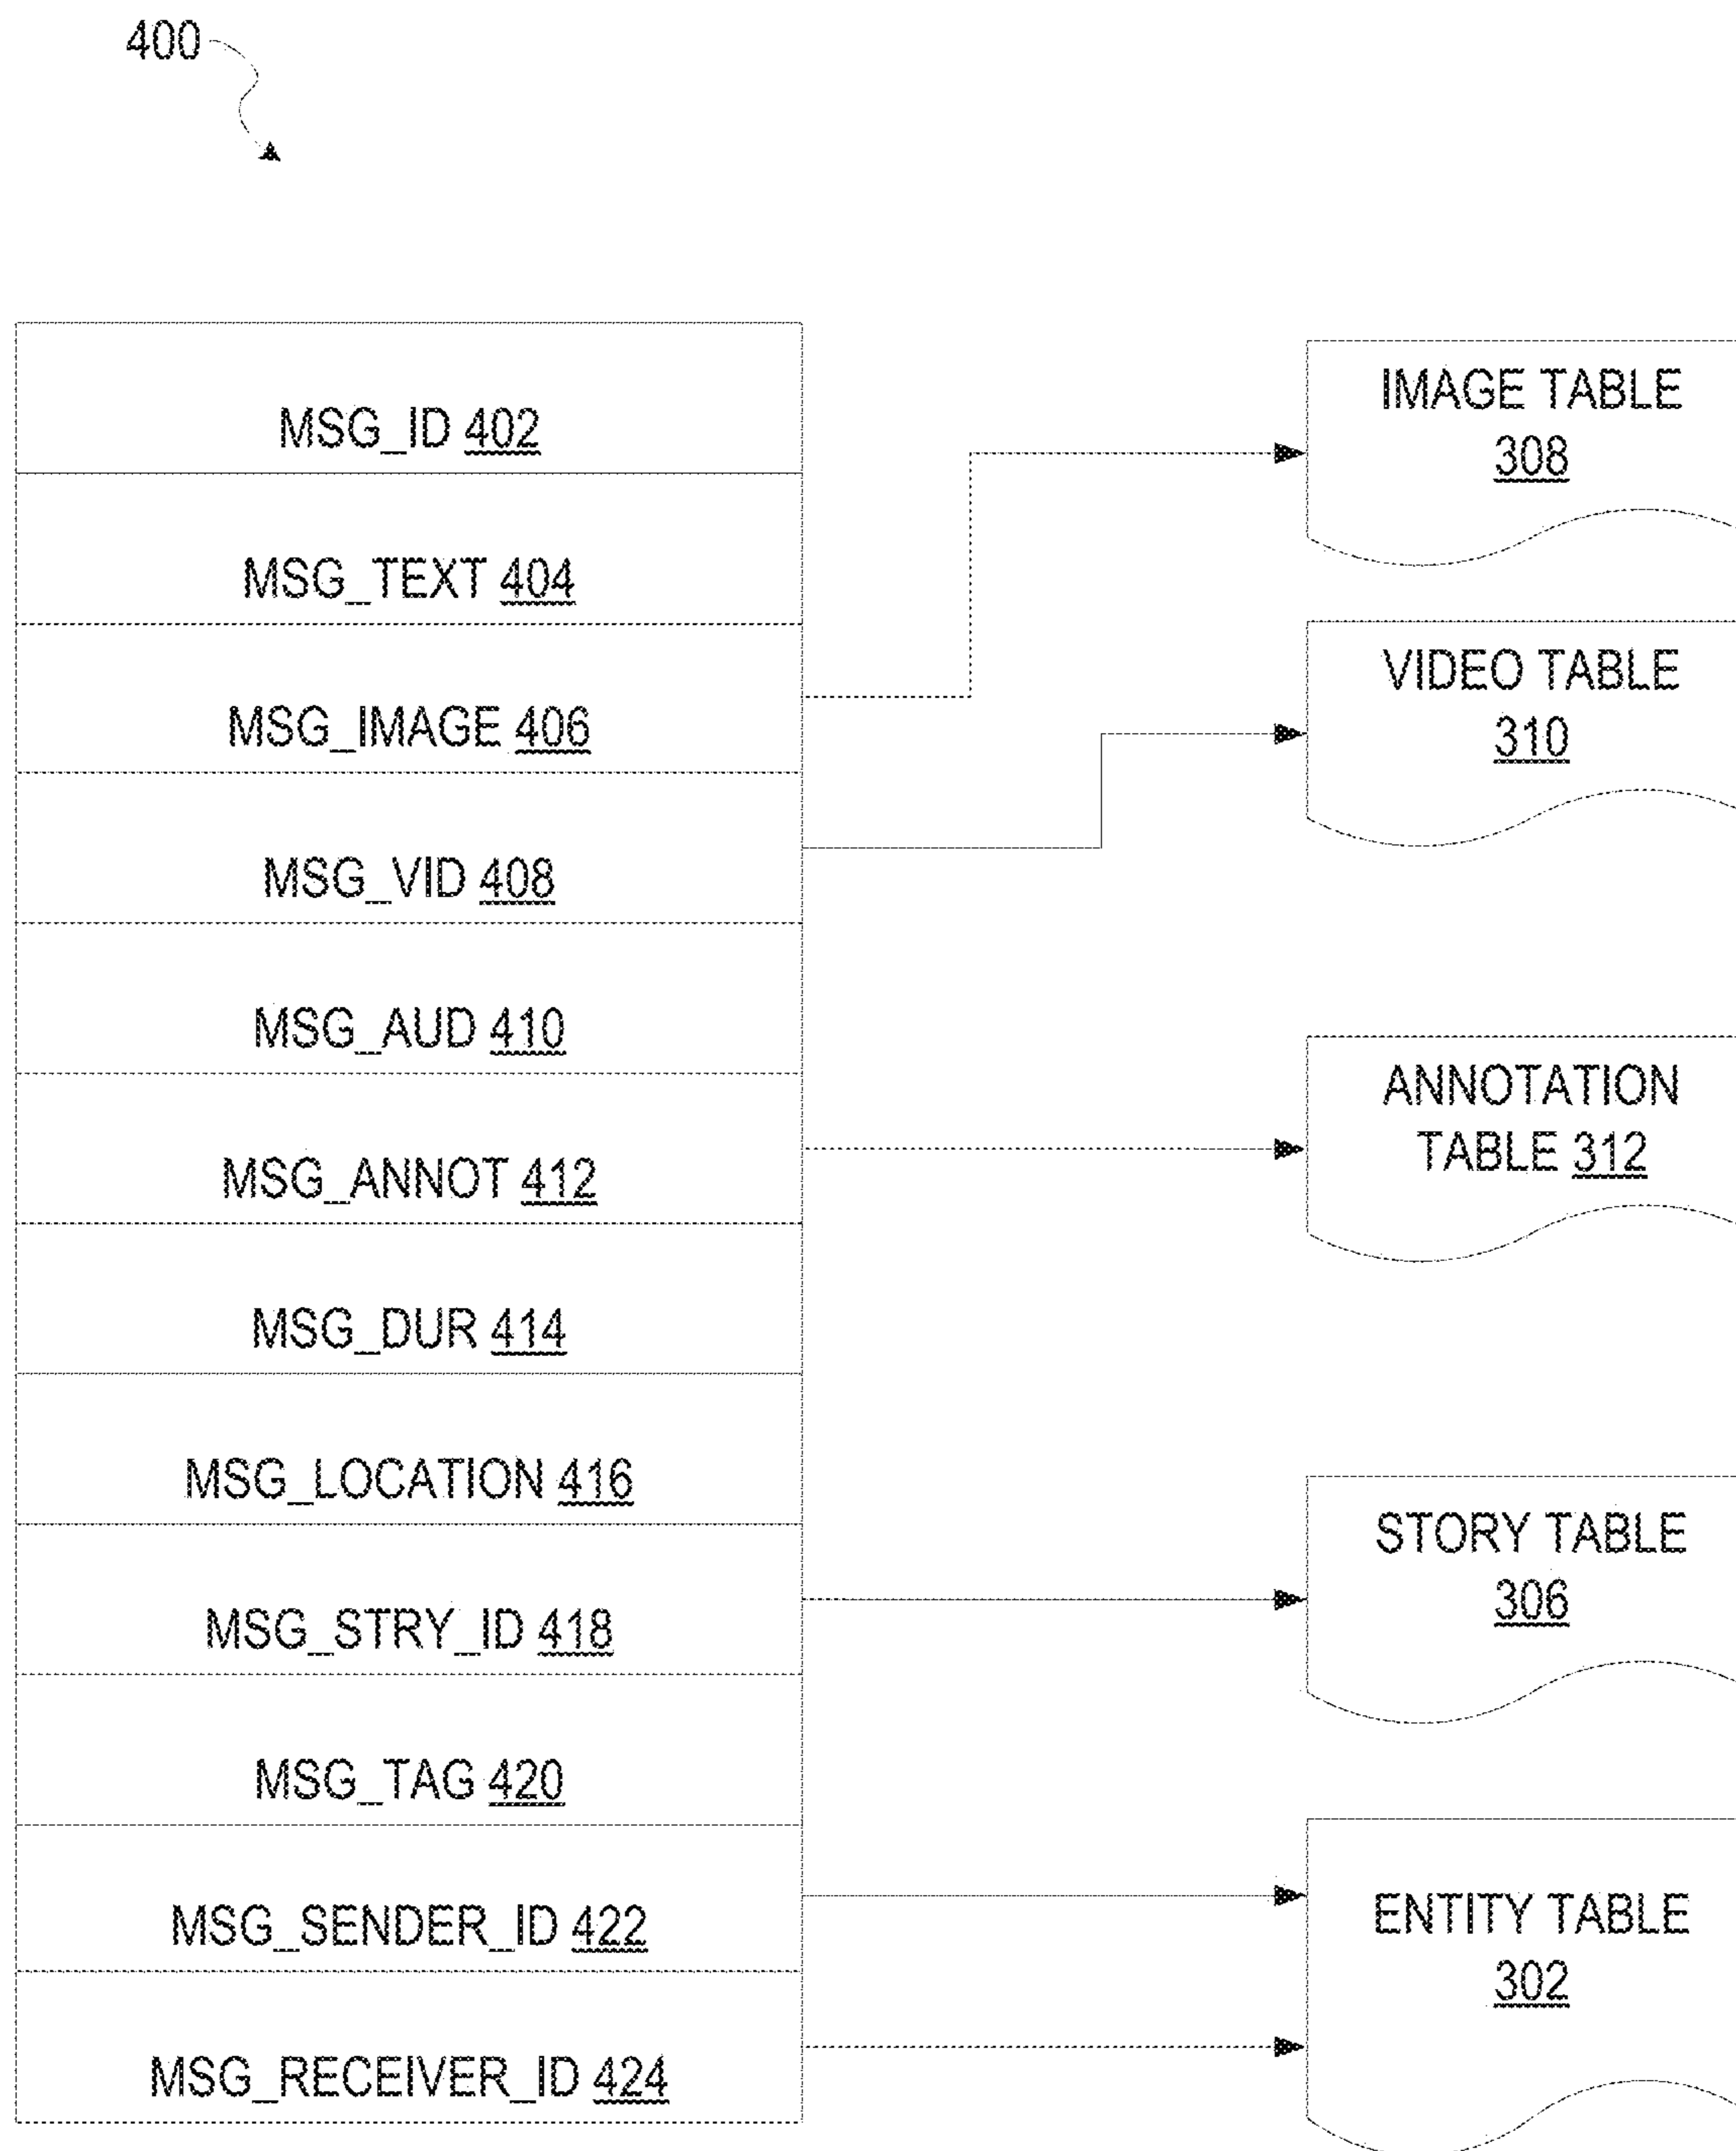 400
MSG_ID 402
MSG_TEXT 404
MSG_IMAGE 406
MSG_VID 408
MSG_AUD 410
MSG_ANNOT 412
MSG_DUR 414
MSG_LOCATION 416
MSG_STRY_ID 418
MSG_TAG 420
MSG_SENDER_ID 422
MSG_RECEIVER_ID 424
IMAGE TABLE
308
VIDEO TABLE
310
ANNOTATION
TABLE 312
STORY TABLE
306
ENTITY TABLE
302